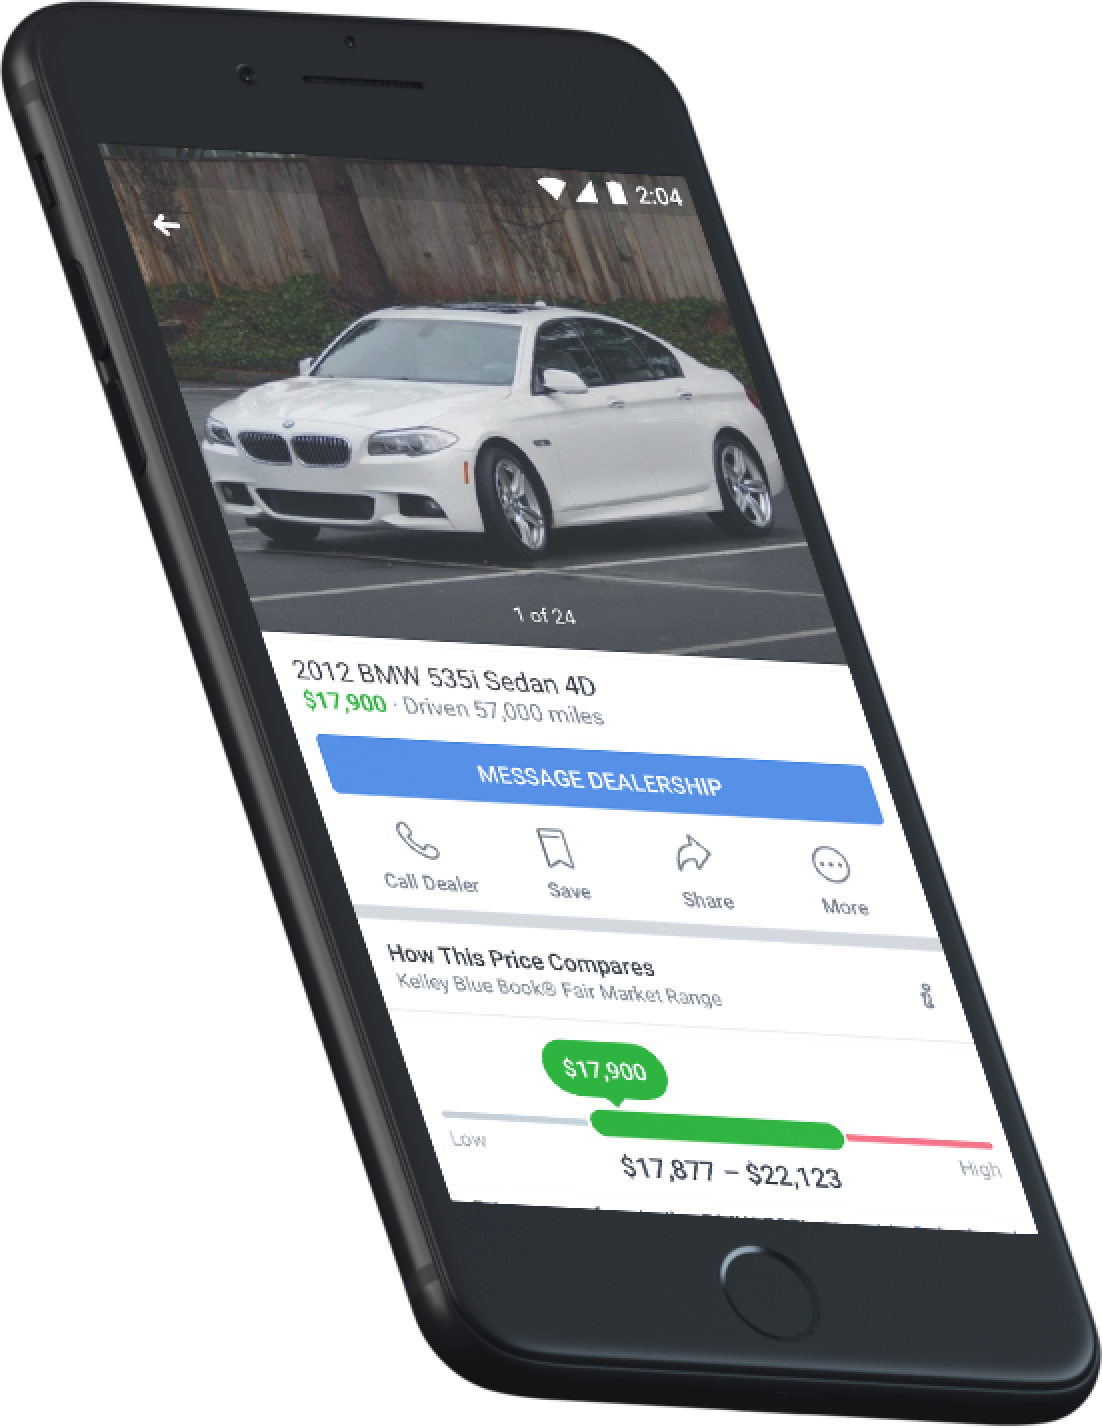 2:04
1 of 24
2012 BMW 535i Sedan 4D
$17,900 · Driven 57,000 miles
MESSAGE DEALERSHIP
Call Dealer Save Share More
How This Price Compares
Kelley Blue Book® Fair Market Range
i
$17,900
Low High
$17,877 – $22,123